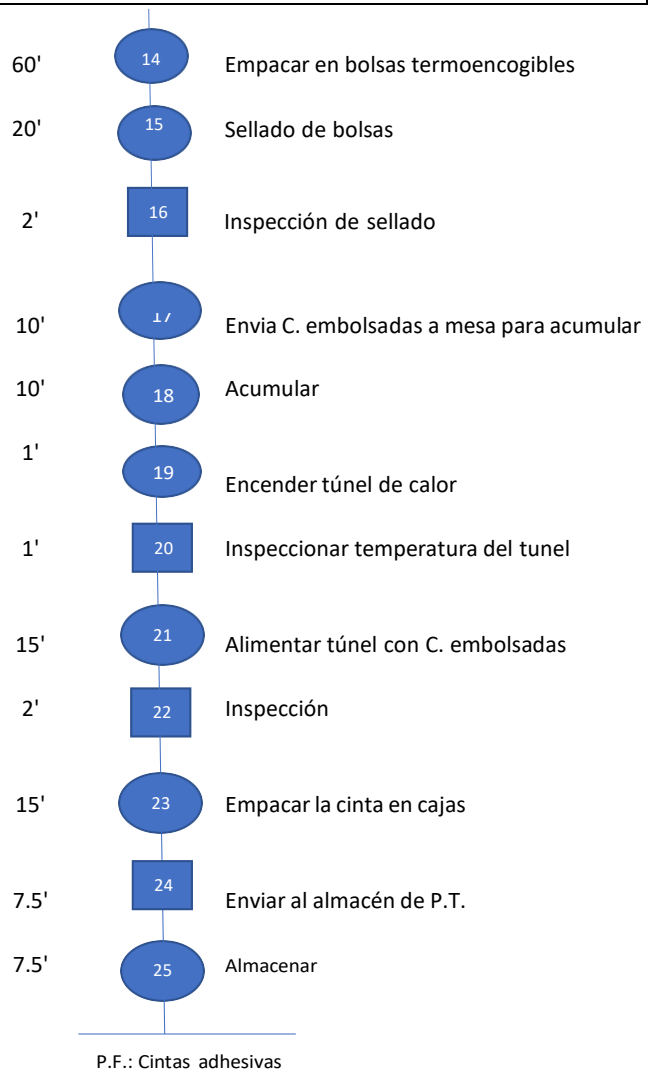 60' 14 Empacar en bolsas termoencogibles
20' 15 Sellado de bolsas
2' 16 Inspección de sellado
10' 17 Envia C. embolsadas a mesa para acumular
10' 18 Acumular
1' 19 Encender túnel de calor
1' 20 Inspeccionar temperatura del tunel
15' 21 Alimentar túnel con C. embolsadas
2' 22 Inspección
15' 23 Empacar la cinta en cajas
7.5' 24 Enviar al almacén de P.T.
7.5' 25 Almacenar
P.F.: Cintas adhesivas